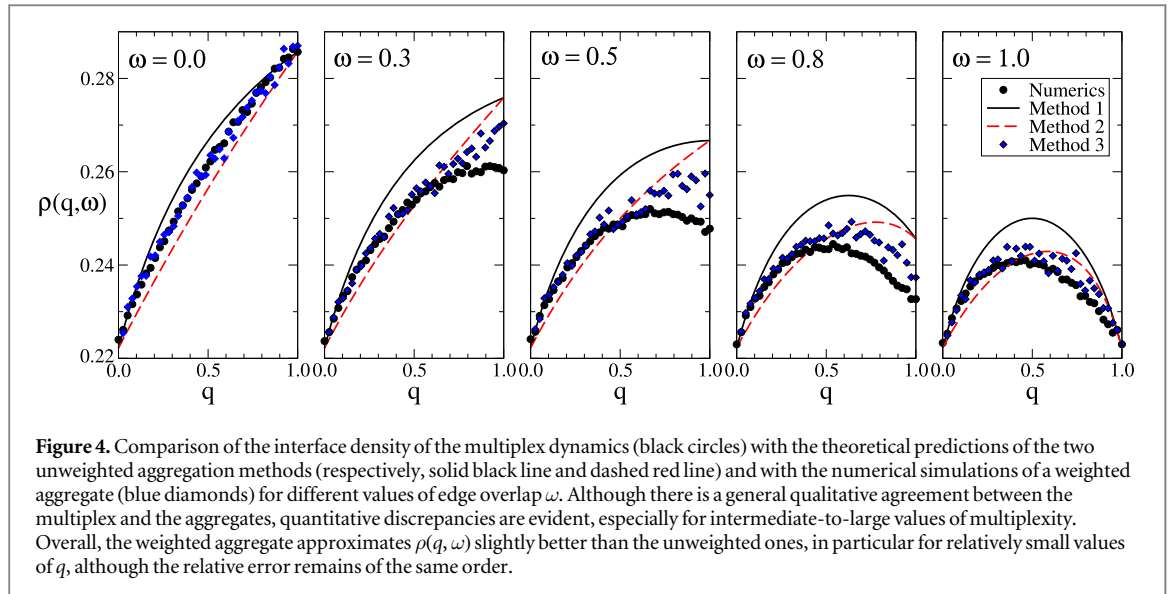 ω = 0.0
ω = 0.3
ω = 0.5
ω = 0.8
ω = 1.0
0.28
0.26
ρ(q,ω)
0.24
0.22
Numerics
Method 1
Method 2
Method 3
0.0 0.5 1.0
0.0 0.5 1.0
0.0 0.5 1.0
0.0 0.5 1.0
0.0 0.5 1.0
q q q q q
Figure 4. Comparison of the interface density of the multiplex dynamics (black circles) with the theoretical predictions of the two
unweighted aggregation methods (respectively, solid black line and dashed red line) and with the numerical simulations of a weighted
aggregate (blue diamonds) for different values of edge overlap ω. Although there is a general qualitative agreement between the
multiplex and the aggregates, quantitative discrepancies are evident, especially for intermediate-to-large values of multiplexity.
Overall, the weighted aggregate approximates ρ(q, ω) slightly better than the unweighted ones, in particular for relatively small values
of q, although the relative error remains of the same order.